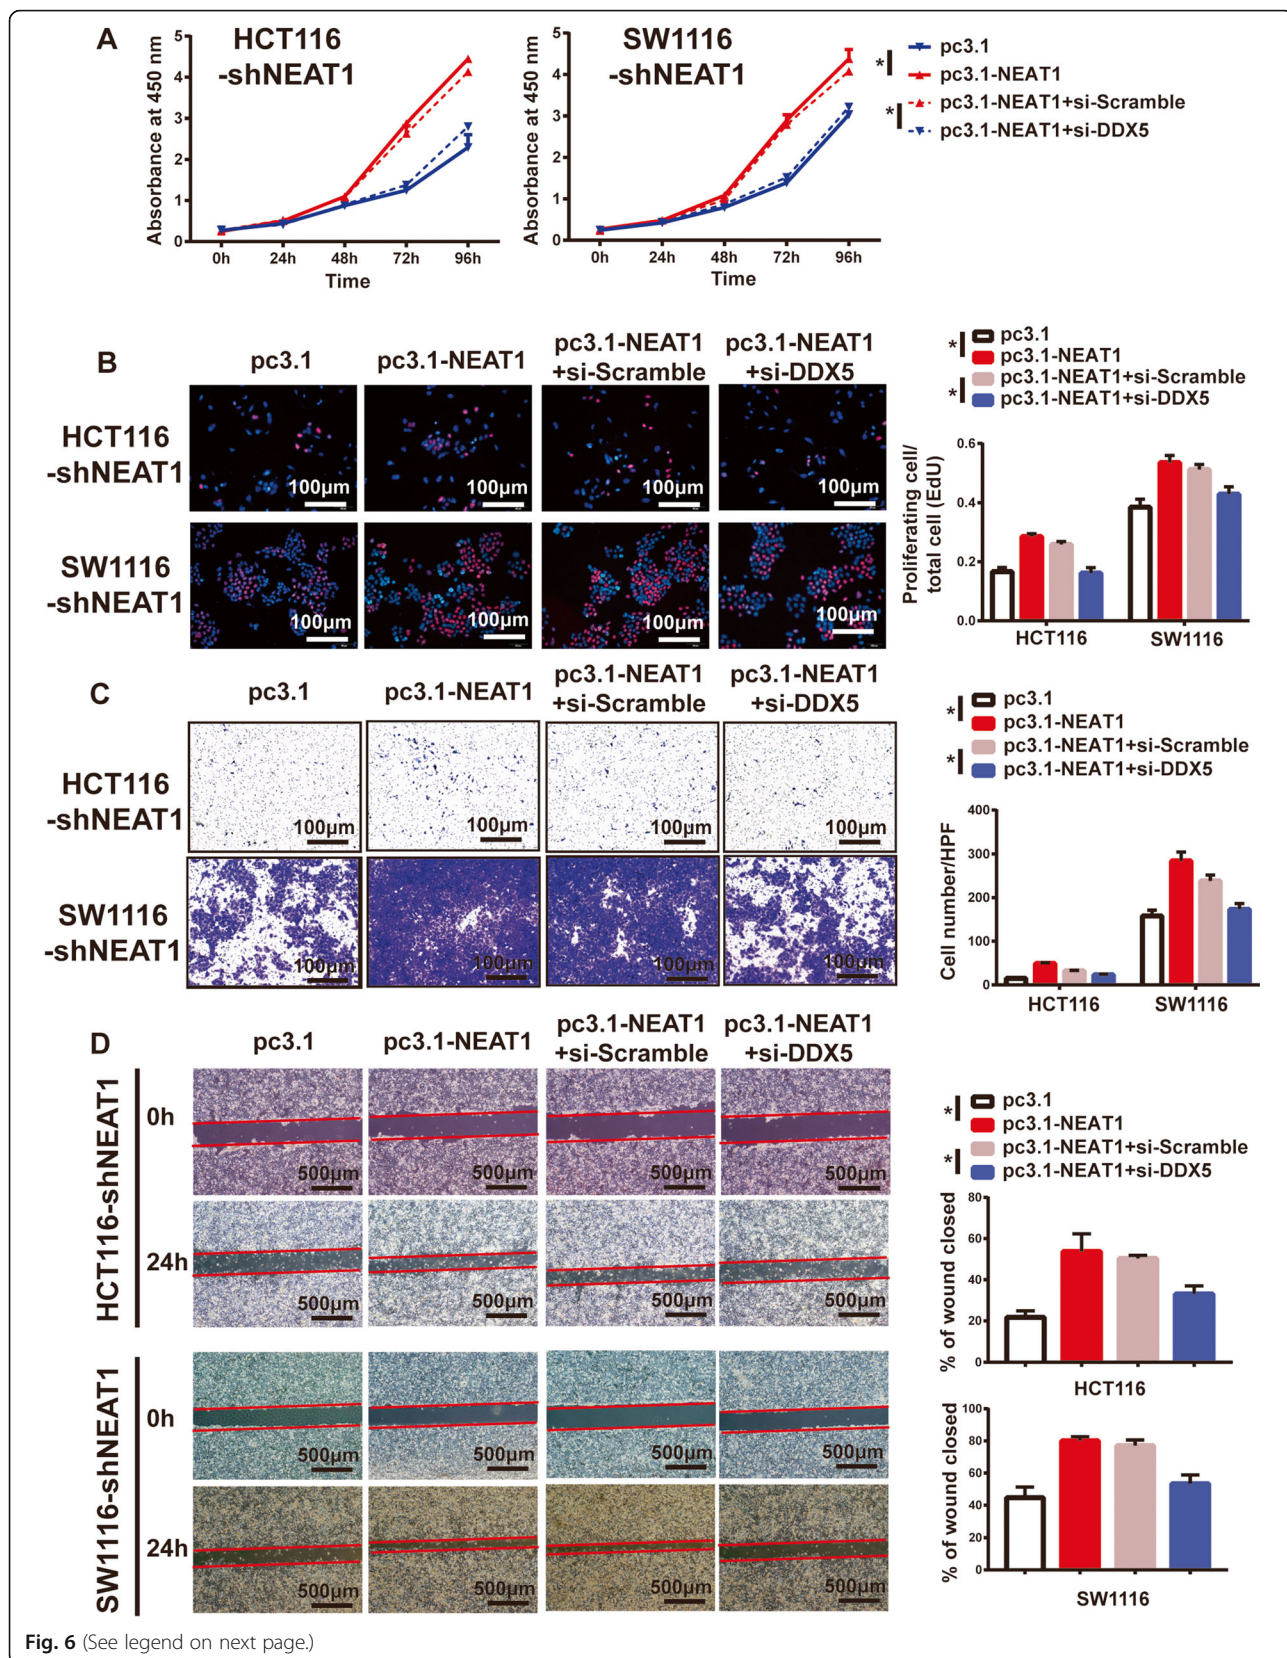 A
HCT116
-shNEAT1
Absorbance at 450 nm
5
4
3
2
1
0
0h 24h 48h 72h 96h
Time
SW1116
-shNEAT1
Absorbance at 450 nm
5
4
3
2
1
0
0h 24h 48h 72h 96h
Time
* pc3.1
pc3.1-NEAT1
* pc3.1-NEAT1+si-Scramble
pc3.1-NEAT1+si-DDX5
B
pc3.1 pc3.1-NEAT1 pc3.1-NEAT1 +si-Scramble pc3.1-NEAT1 +si-DDX5
HCT116
-shNEAT1
100μm 100μm 100μm 100μm
SW1116
-shNEAT1
100μm 100μm 100μm 100μm
* pc3.1
pc3.1-NEAT1
* pc3.1-NEAT1+si-Scramble
pc3.1-NEAT1+si-DDX5
Proliferating cell/
total cell (EdU)
0.6
0.4
0.2
0.0
HCT116 SW1116
C
pc3.1 pc3.1-NEAT1 pc3.1-NEAT1 +si-Scramble pc3.1-NEAT1 +si-DDX5
HCT116
-shNEAT1
100μm 100μm 100μm 100μm
SW1116
-shNEAT1
100μm 100μm 100μm 100μm
* pc3.1
pc3.1-NEAT1
* pc3.1-NEAT1+si-Scramble
pc3.1-NEAT1+si-DDX5
Cell number/HPF
400
300
200
100
0
HCT116 SW1116
D
pc3.1 pc3.1-NEAT1 pc3.1-NEAT1 +si-Scramble pc3.1-NEAT1 +si-DDX5
HCT116-shNEAT1
0h
500μm 500μm 500μm 500μm
24h
500μm 500μm 500μm 500μm
SW1116-shNEAT1
0h
500μm 500μm 500μm 500μm
24h
500μm 500μm 500μm 500μm
* pc3.1
pc3.1-NEAT1
* pc3.1-NEAT1+si-Scramble
pc3.1-NEAT1+si-DDX5
% of wound closed
80
60
40
20
0
HCT116
% of wound closed
100
80
60
40
20
0
SW1116
Fig. 6 (See legend on next page.)